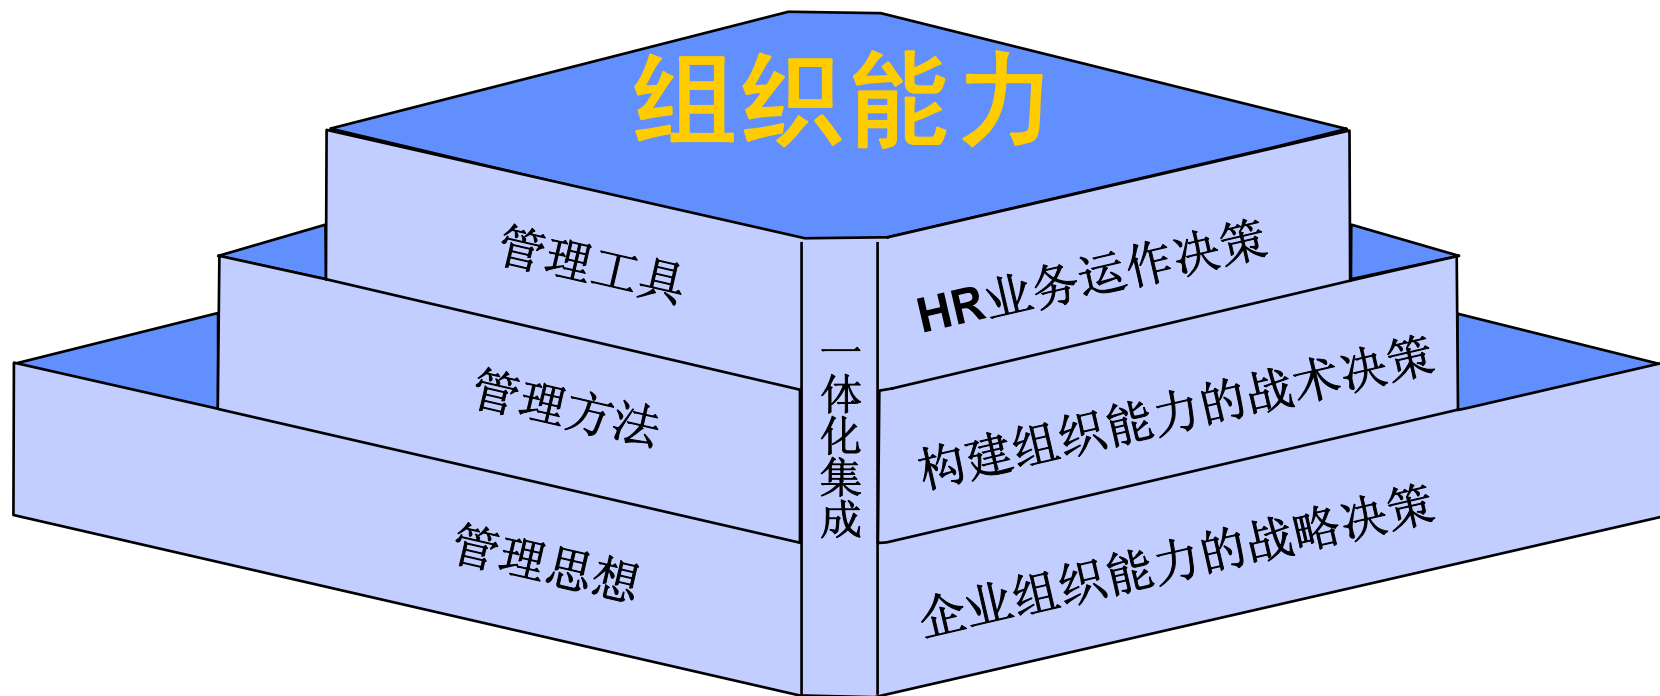 组织能力
管理工具
HR业务运作决策
一体化集成
管理方法
构建组织能力的战术决策
管理思想
企业组织能力的战略决策